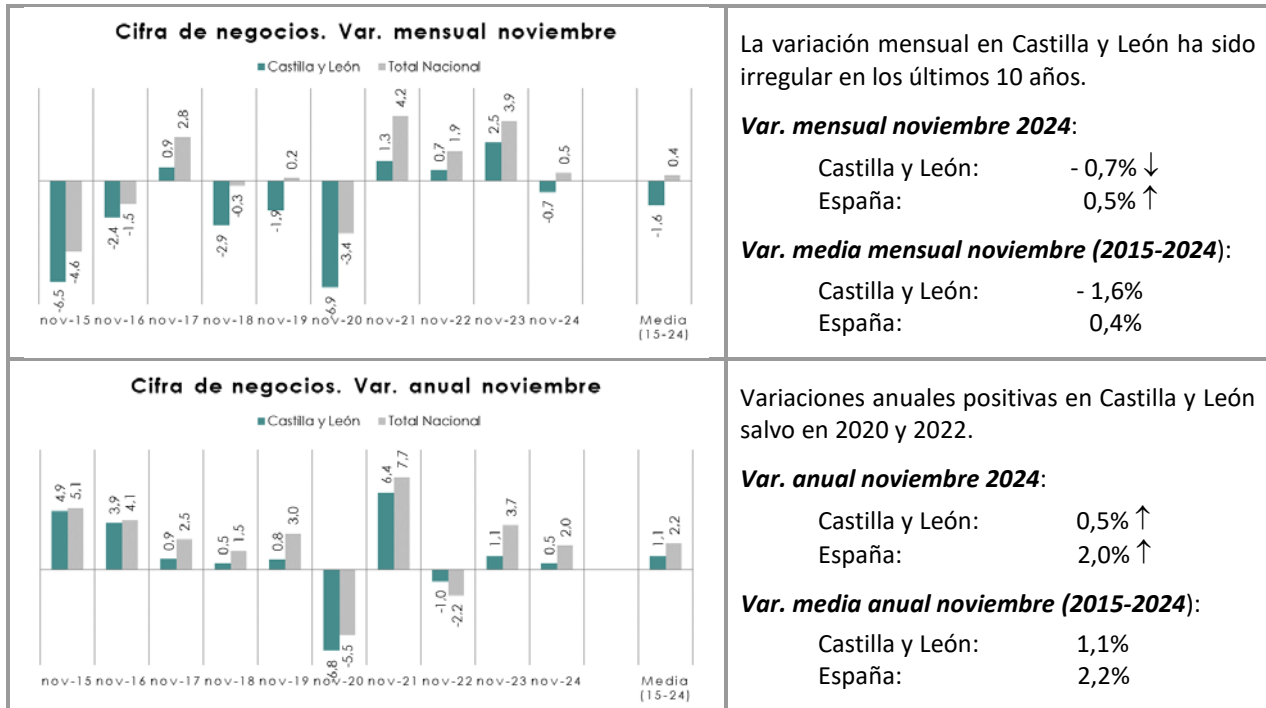 Cifra de negocios. Var. mensual noviembre
Castilla y León Total Nacional
-6,5 -4,6 -2,4 -1,5 0,9 2,8 -2,9 -0,3 -1,9 0,2 -6,9 -3,4 1,3 4,2 0,7 1,9 2,5 3,9 -0,7 0,5 -1,6 0,4
nov-15 nov-16 nov-17 nov-18 nov-19 nov-20 nov-21 nov-22 nov-23 nov-24 Media
(15-24)
La variación mensual en Castilla y León ha sido
irregular en los últimos 10 años.
Var. mensual noviembre 2024:
Castilla y León: - 0,7% ↓
España: 0,5% ↑
Var. media mensual noviembre (2015-2024):
Castilla y León: - 1,6%
España: 0,4%
Cifra de negocios. Var. anual noviembre
Castilla y León Total Nacional
4,9 5,1 3,9 4,1 0,9 2,5 0,5 1,5 0,8 3,0 -6,8 -5,5 6,4 7,7 -1,0 -2,2 1,1 3,7 0,5 2,0 1,1 2,2
nov-15 nov-16 nov-17 nov-18 nov-19 nov-20 nov-21 nov-22 nov-23 nov-24 Media
(15-24)
Variaciones anuales positivas en Castilla y León
salvo en 2020 y 2022.
Var. anual noviembre 2024:
Castilla y León: 0,5% ↑
España: 2,0% ↑
Var. media anual noviembre (2015-2024):
Castilla y León: 1,1%
España: 2,2%